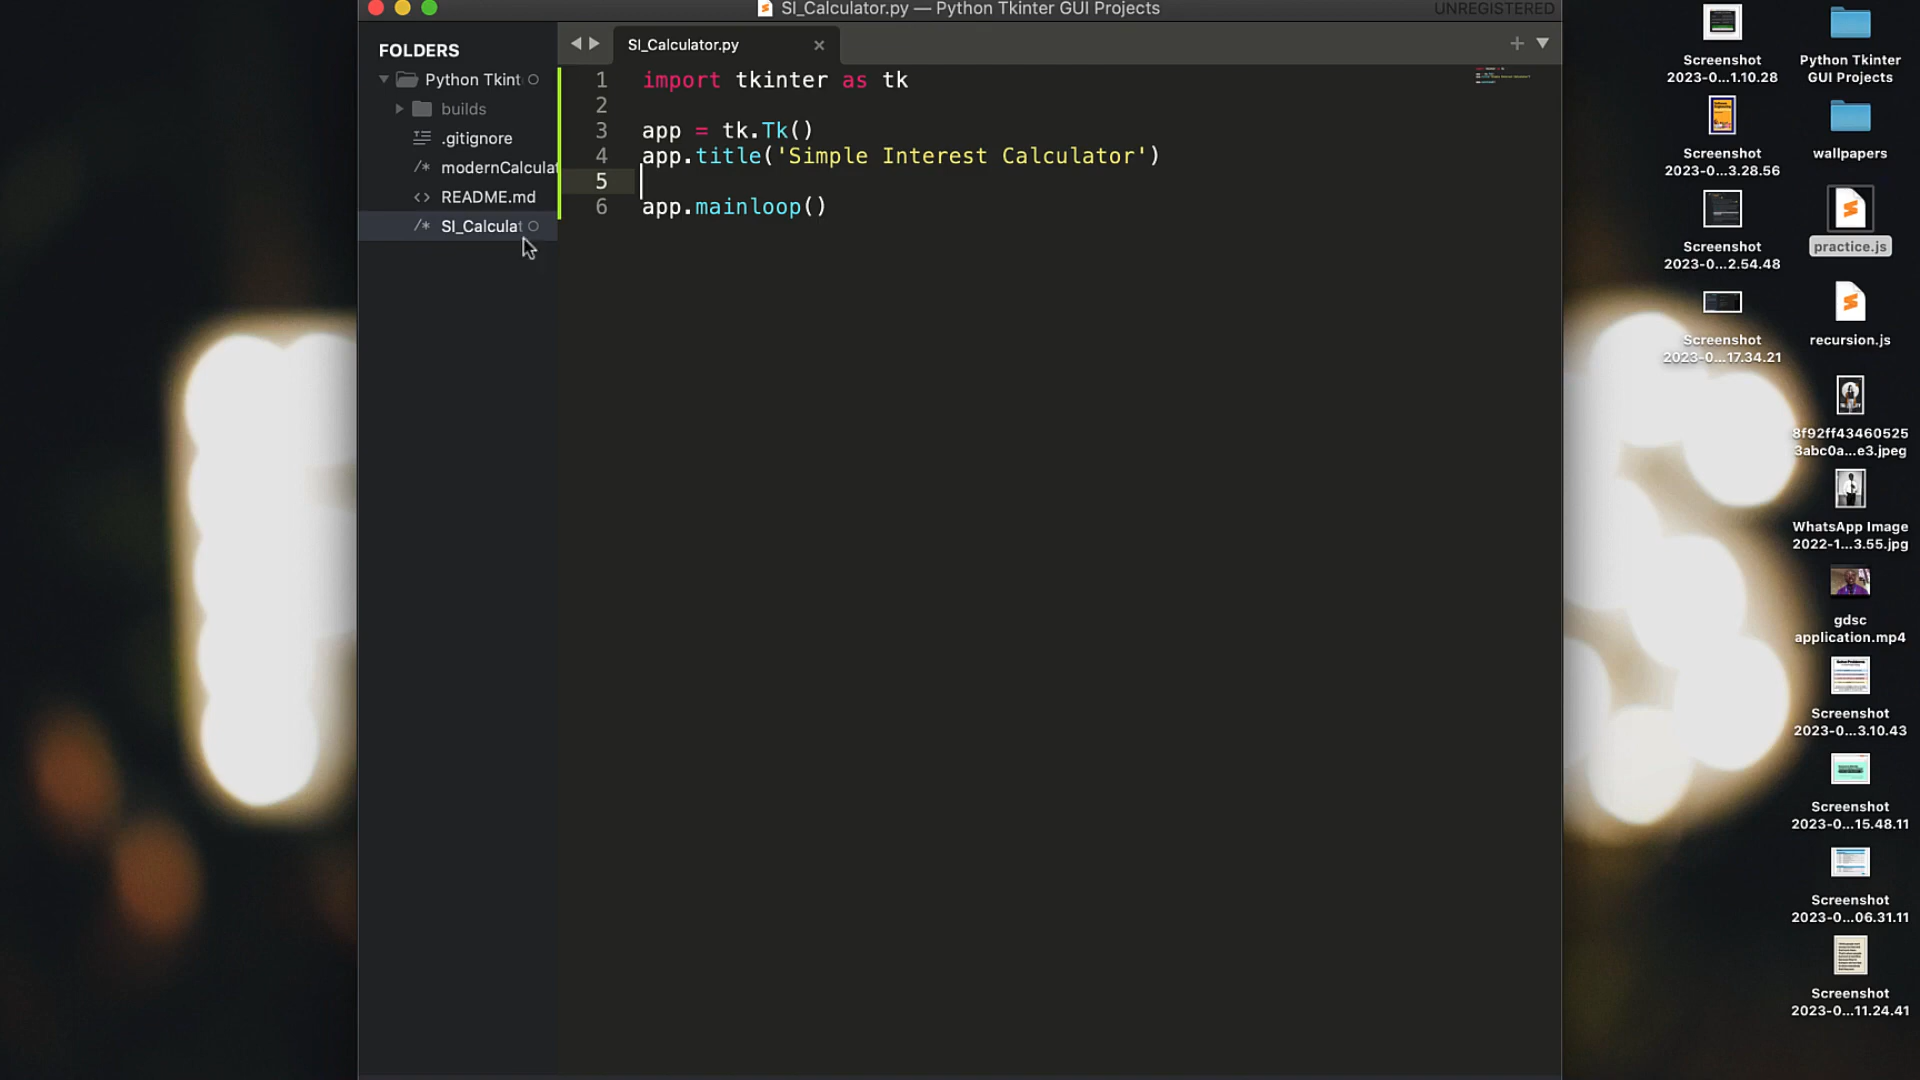 SI_Calculator.py — Python Tkinter GUI Projects
UNREGISTERED
FOLDERS
Python Tkint
builds
.gitignore
modernCalculat
README.md
SI_Calculat
SI_Calculator.py
1 import tkinter as tk
2
3 app = tk.Tk()
4 app.title('Simple Interest Calculator')
5
6 app.mainloop()
Screenshot
2023-0...1.10.28
Python Tkinter
GUI Projects
Screenshot
2023-0...3.28.56
wallpapers
Screenshot
2023-0...2.54.48
practice.js
Screenshot
2023-0...17.34.21
recursion.js
8f92ff43460525
3abc0a...e3.jpeg
WhatsApp Image
2022-1...3.55.jpg
gdsc
application.mp4
Screenshot
2023-0...3.10.43
Screenshot
2023-0...15.48.11
Screenshot
2023-0...06.31.11
Screenshot
2023-0...11.24.41